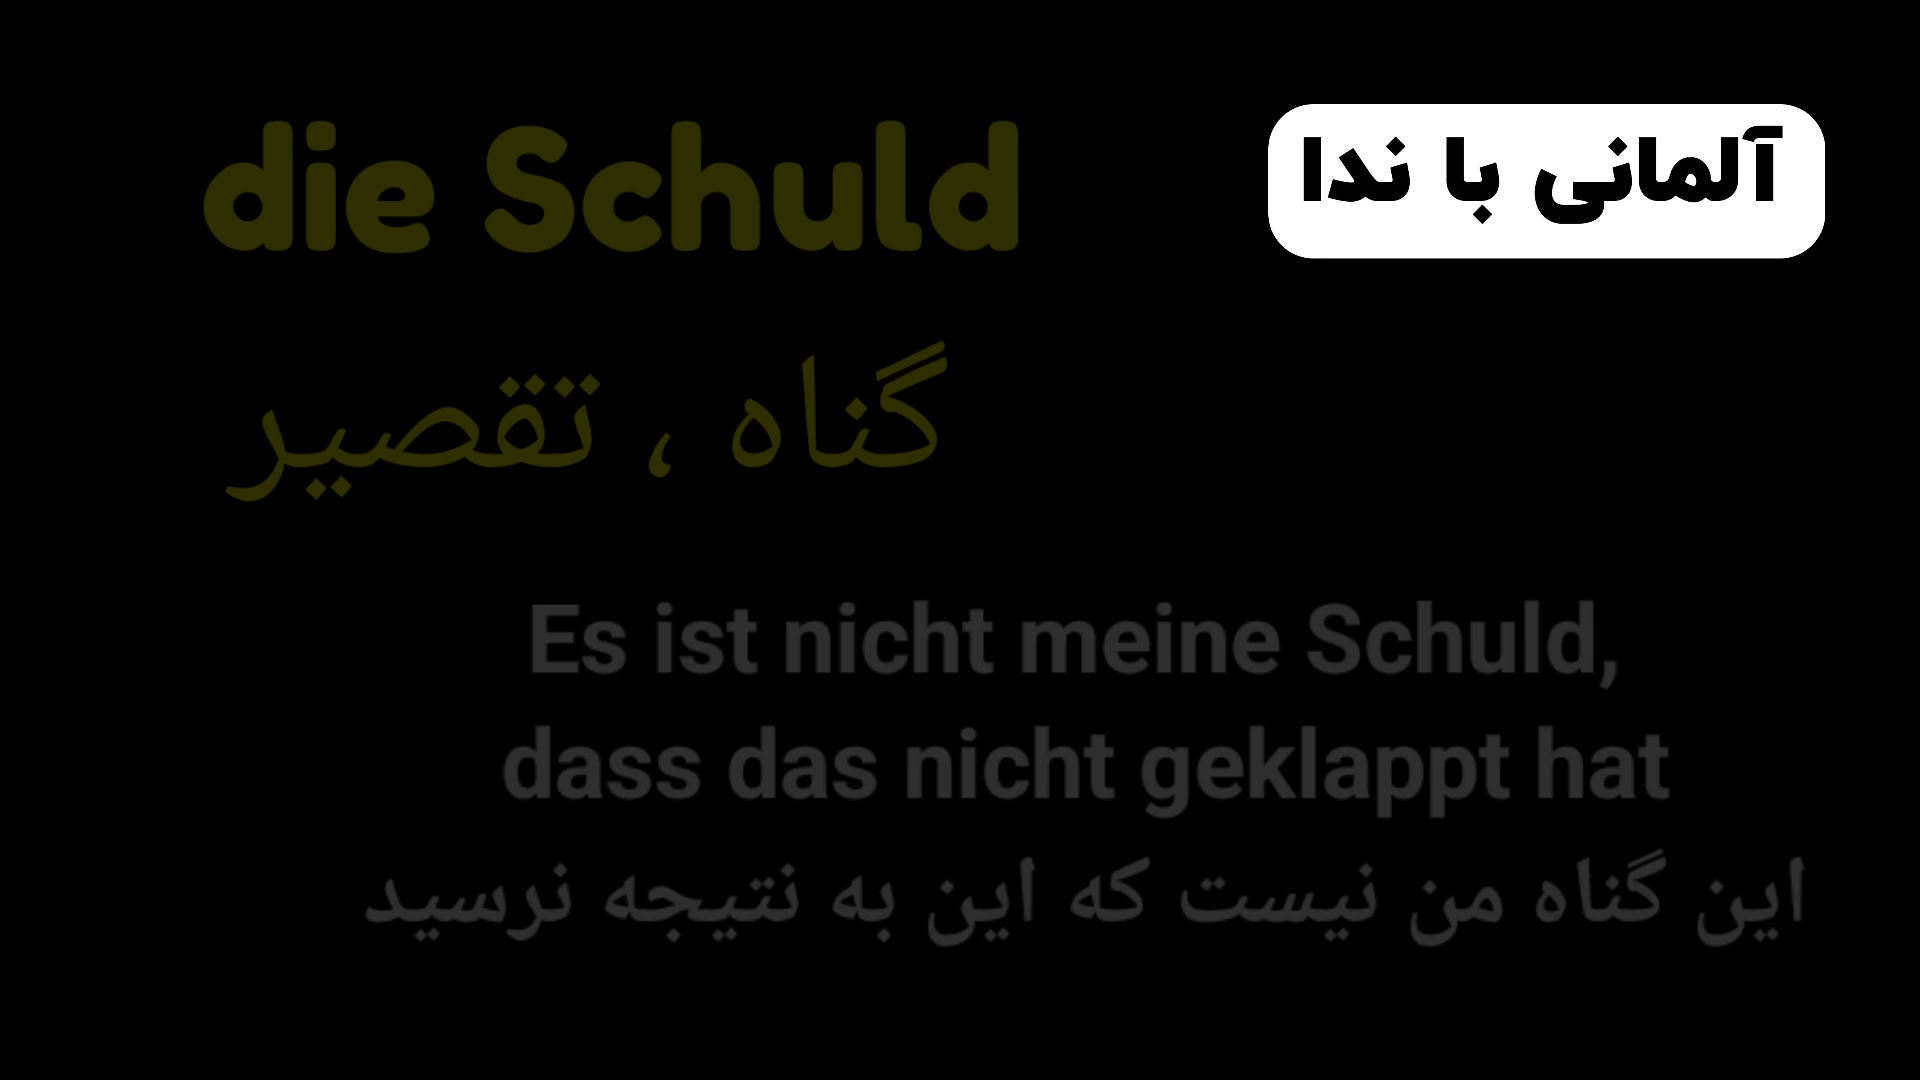 die Schuld
آلمانی با ندا
گناه ، تقصیر
Es ist nicht meine Schuld,
dass das nicht geklappt hat
این گناه من نیست که این به نتیجه نرسید